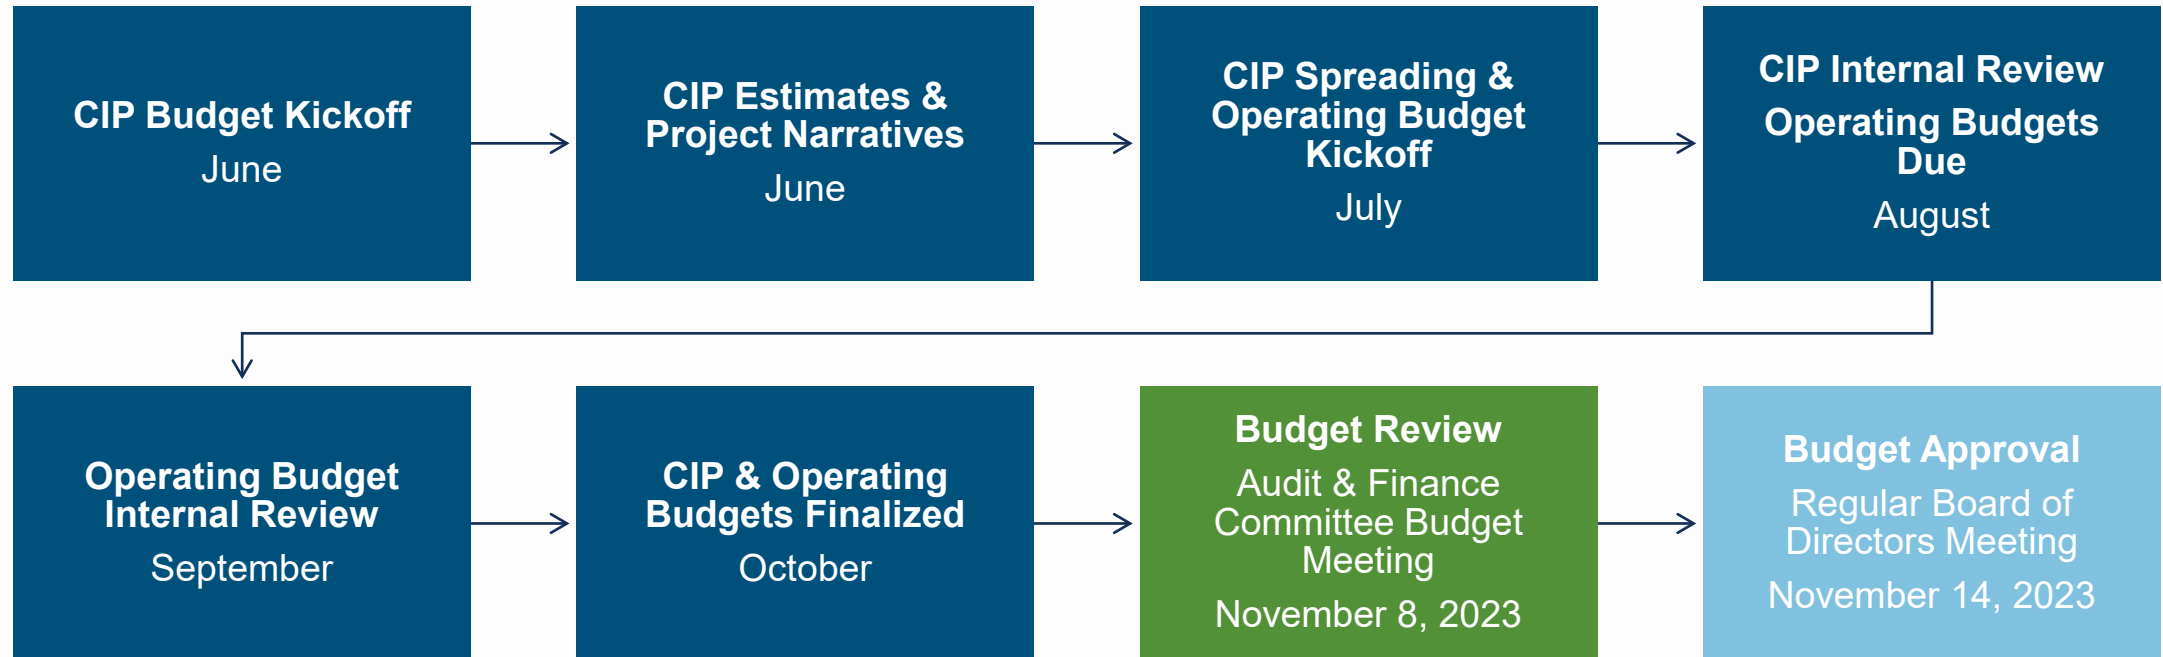 CIP Budget Kickoff
June
CIP Estimates &
Project Narratives
June
CIP Spreading &
Operating Budget
Kickoff
July
CIP Internal Review
Operating Budgets
Due
August
Operating Budget
Internal Review
September
CIP & Operating
Budgets Finalized
October
Budget Review
Audit & Finance
Committee Budget
Meeting
November 8, 2023
Budget Approval
Regular Board of
Directors Meeting
November 14, 2023